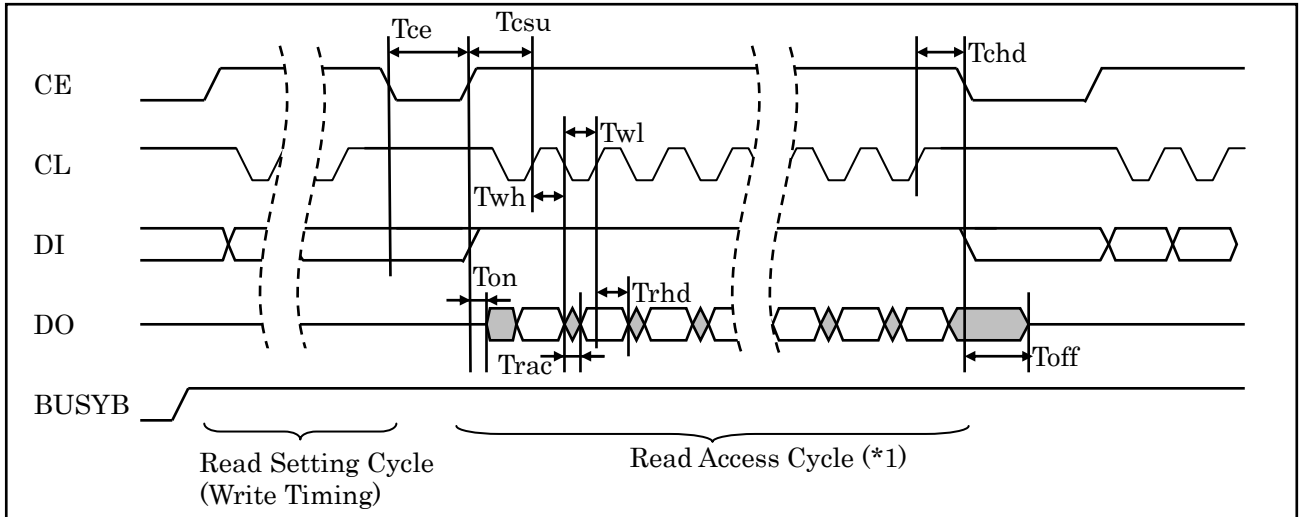 Tce
Tcsu
Tchd
CE
Twl
CL
Twh
DI
Ton
Trhd
DO
Trac
Toff
BUSYB
Read Setting Cycle
(Write Timing)
Read Access Cycle (*1)